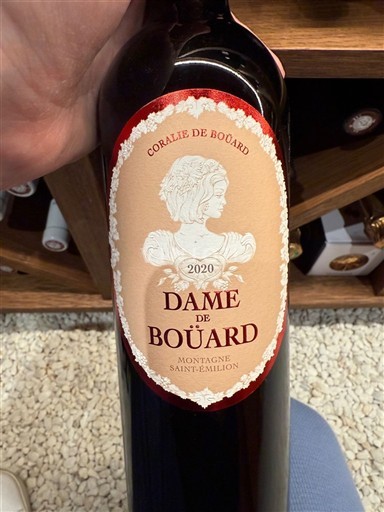 CORALIE DE BOÜARD
2020
DAME
DE
BOÜARD
MONTAGNE
SAINT-ÉMILION